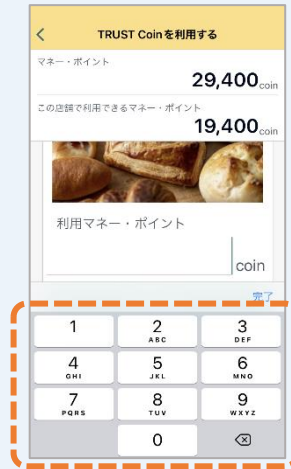 TRUST Coinを利用する
マネー・ポイント
29,400coin
この店舗で利用できるマネー・ポイント
19,400coin
利用マネー・ポイント
coin
完了
1
2
ABC
3
DEF
4
GHI
5
JKL
6
MNO
7
PQRS
8
TUV
9
WXYZ
0